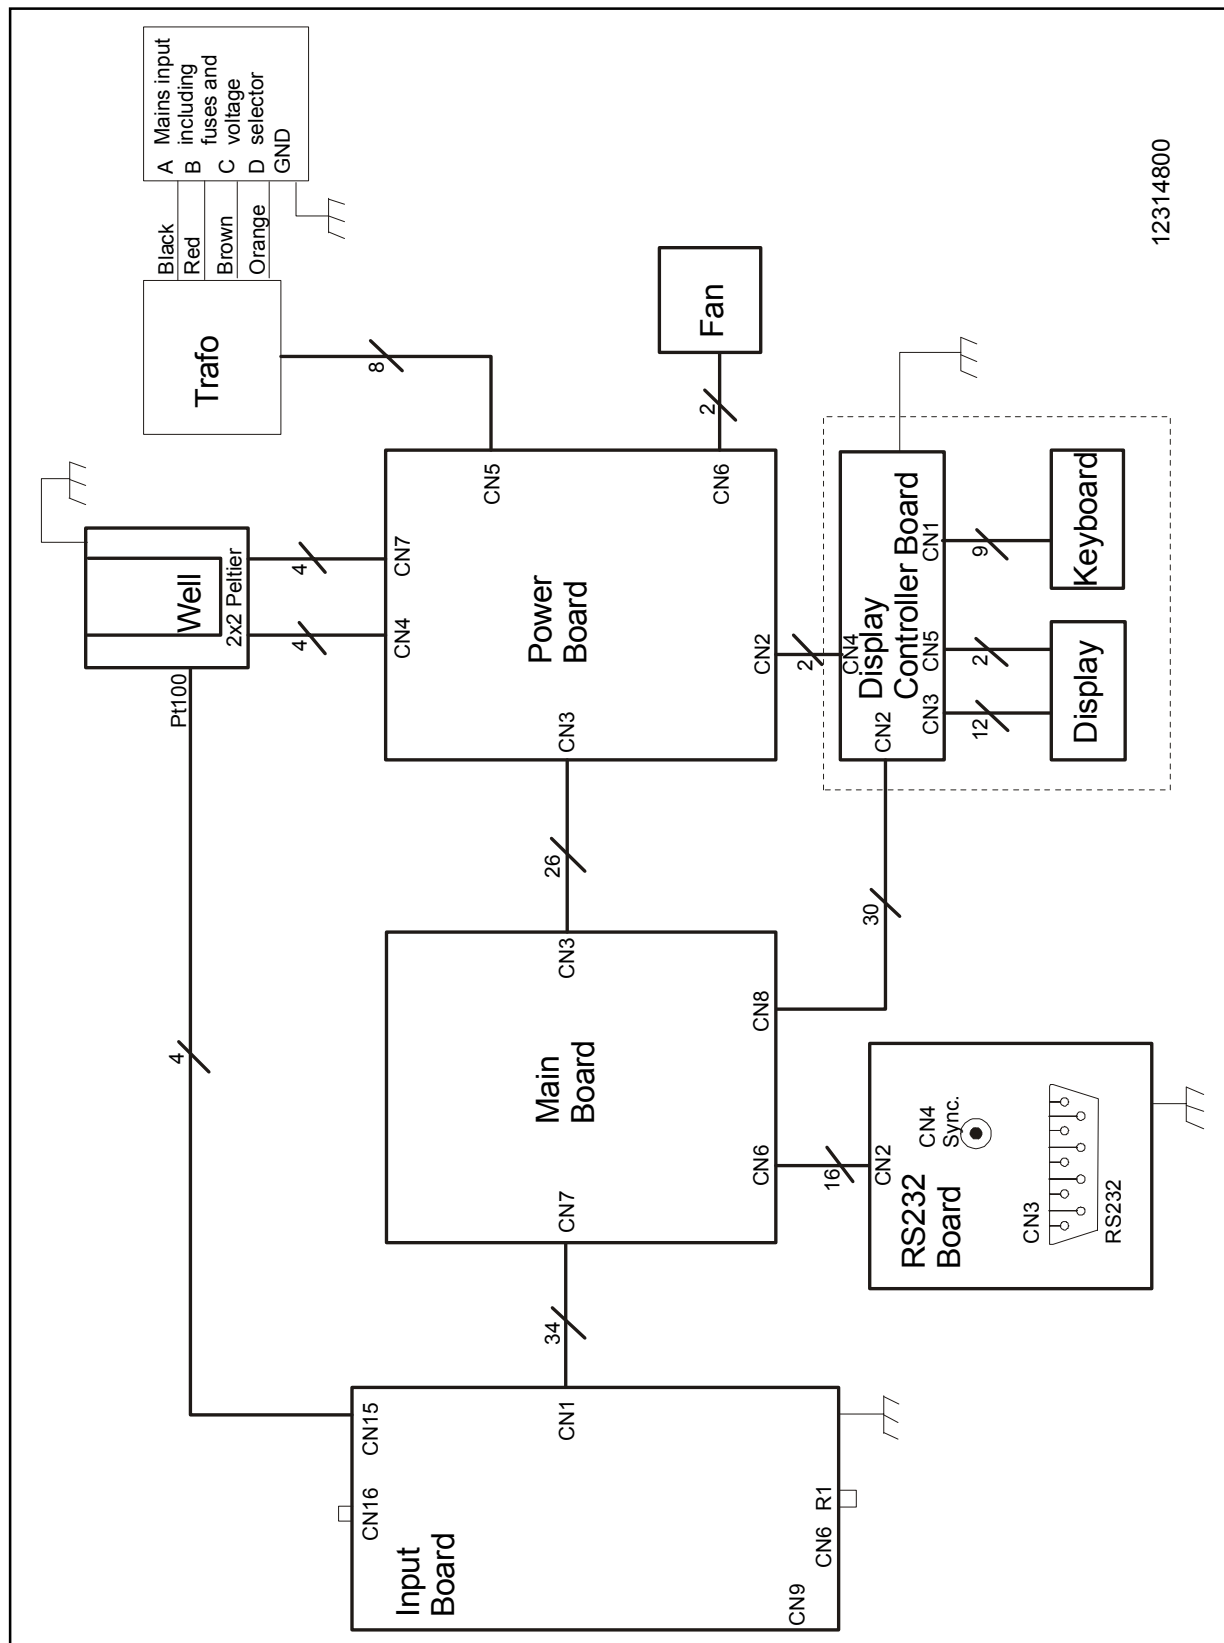 A Mains input
B including
fuses and
C voltage
D selector
GND
Black
Red
Brown
Orange
Trafo
8
Pt100
Well
2x2 Peltier
4
4
4
CN4
CN7
CN5
Power
Board
CN3
CN2
CN6
2
Fan
26
CN3
Main
Board
CN7
CN6
CN8
34
CN15
CN16
CN1
Input
Board
CN9
CN6
R1
16
CN2
RS232
Board
CN4
Sync.
CN3
RS232
30
2
CN4
CN2
Display
Controller Board
CN3
CN5
CN1
12
2
9
Display
Keyboard
12314800